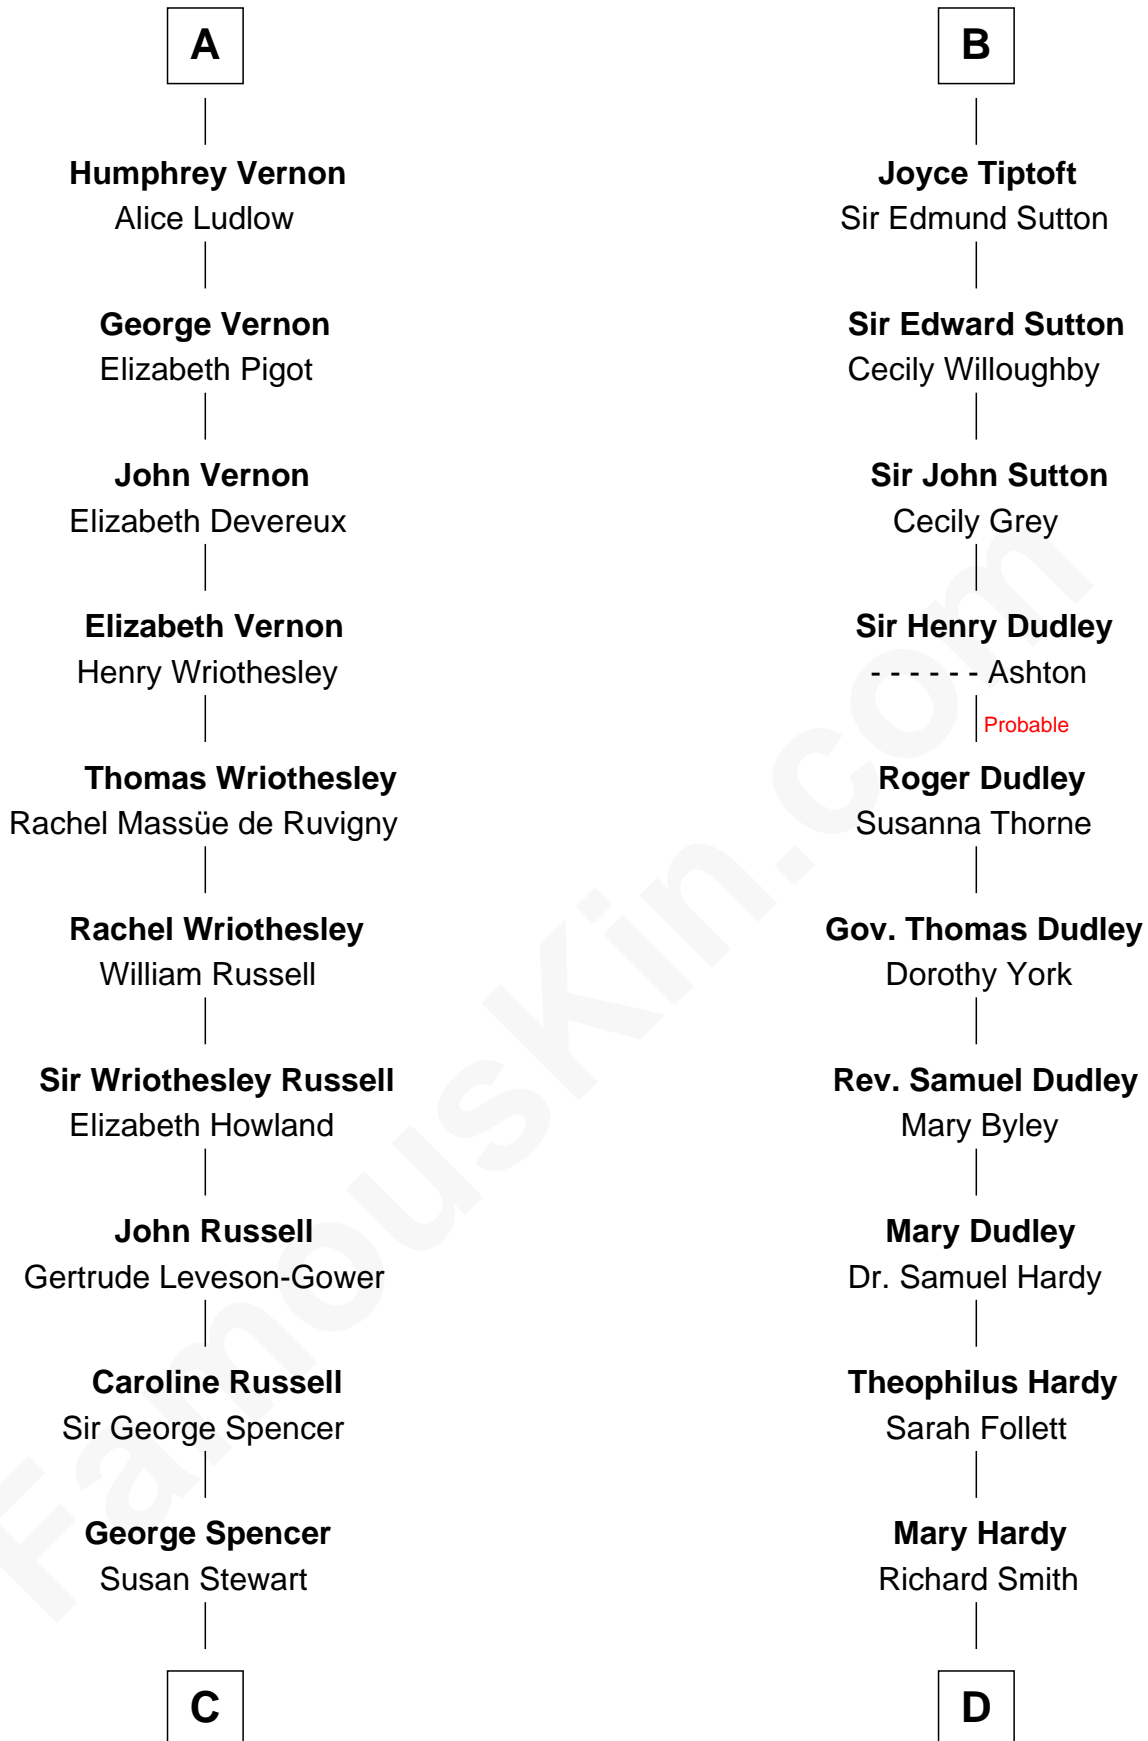 A
Humphrey Vernon
Alice Ludlow
George Vernon
Elizabeth Pigot
John Vernon
Elizabeth Devereux
Elizabeth Vernon
Henry Wriothesley
Thomas Wriothesley
Rachel Massüe de Ruvigny
Rachel Wriothesley
William Russell
Sir Wriothesley Russell
Elizabeth Howland
John Russell
Gertrude Leveson-Gower
Caroline Russell
Sir George Spencer
George Spencer
Susan Stewart
C
B
Joyce Tiptoft
Sir Edmund Sutton
Sir Edward Sutton
Cecily Willoughby
Sir John Sutton
Cecily Grey
Sir Henry Dudley
- - - - - - Ashton
Probable
Roger Dudley
Susanna Thorne
Gov. Thomas Dudley
Dorothy York
Rev. Samuel Dudley
Mary Byley
Mary Dudley
Dr. Samuel Hardy
Theophilus Hardy
Sarah Follett
Mary Hardy
Richard Smith
D
FamousKin.com